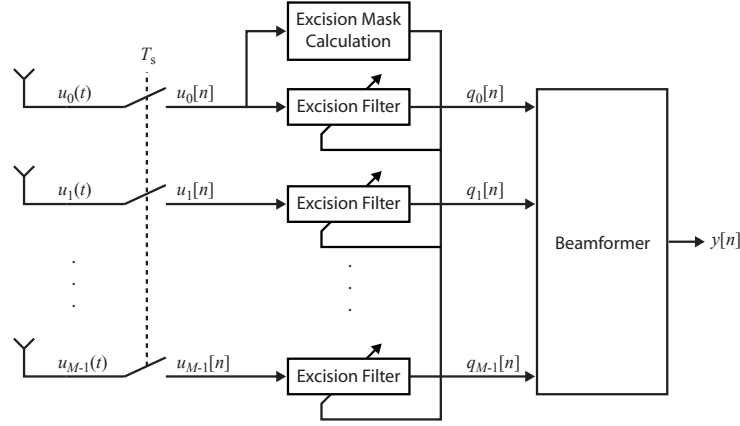 Excision Mask
Calculation
T_s
u_0(t)
u_0[n]
Excision Filter
q_0[n]
u_1(t)
u_1[n]
Excision Filter
q_1[n]
Beamformer
y[n]
u_{M-1}(t)
u_{M-1}[n]
Excision Filter
q_{M-1}[n]